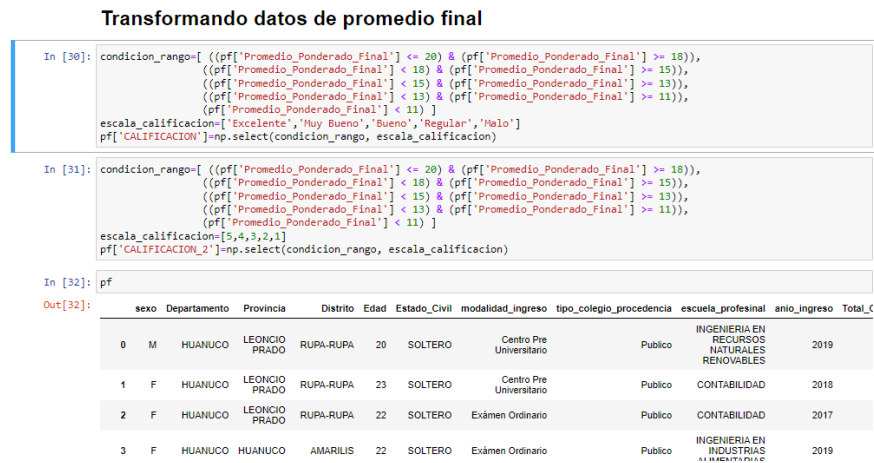 Transformando datos de promedio final
In [30]: condicion_rango=[ ((pf['Promedio_Ponderado_Final'] <= 20) & (pf['Promedio_Ponderado_Final'] >= 18)),
((pf['Promedio_Ponderado_Final'] < 18) & (pf['Promedio_Ponderado_Final'] >= 15)),
((pf['Promedio_Ponderado_Final'] < 15) & (pf['Promedio_Ponderado_Final'] >= 13)),
((pf['Promedio_Ponderado_Final'] < 13) & (pf['Promedio_Ponderado_Final'] >= 11)),
(pf['Promedio_Ponderado_Final'] < 11) ]
escala_calificacion=['Excelente','Muy Bueno','Bueno','Regular','Malo']
pf['CALIFICACION']=np.select(condicion_rango, escala_calificacion)
In [31]: condicion_rango=[ ((pf['Promedio_Ponderado_Final'] <= 20) & (pf['Promedio_Ponderado_Final'] >= 18)),
((pf['Promedio_Ponderado_Final'] < 18) & (pf['Promedio_Ponderado_Final'] >= 15)),
((pf['Promedio_Ponderado_Final'] < 15) & (pf['Promedio_Ponderado_Final'] >= 13)),
((pf['Promedio_Ponderado_Final'] < 13) & (pf['Promedio_Ponderado_Final'] >= 11)),
(pf['Promedio_Ponderado_Final'] < 11) ]
escala_calificacion=[5,4,3,2,1]
pf['CALIFICACION_2']=np.select(condicion_rango, escala_calificacion)
In [32]: pf
Out[32]:
sexo Departamento Provincia Distrito Edad Estado_Civil modalidad_ingreso tipo_colegio_procedencia escuela_profesinal anio_ingreso Total_C
0 M HUANUCO LEONCIO PRADO RUPA-RUPA 20 SOLTERO Centro Pre Universitario Publico INGENIERIA EN RECURSOS NATURALES RENOVABLES 2019
1 F HUANUCO LEONCIO PRADO RUPA-RUPA 23 SOLTERO Centro Pre Universitario Publico CONTABILIDAD 2018
2 F HUANUCO LEONCIO PRADO RUPA-RUPA 22 SOLTERO Exámen Ordinario Publico CONTABILIDAD 2017
3 F HUANUCO HUANUCO AMARILIS 22 SOLTERO Exámen Ordinario Publico INGENIERIA EN INDUSTRIAS ALIMENTARIAS 2019